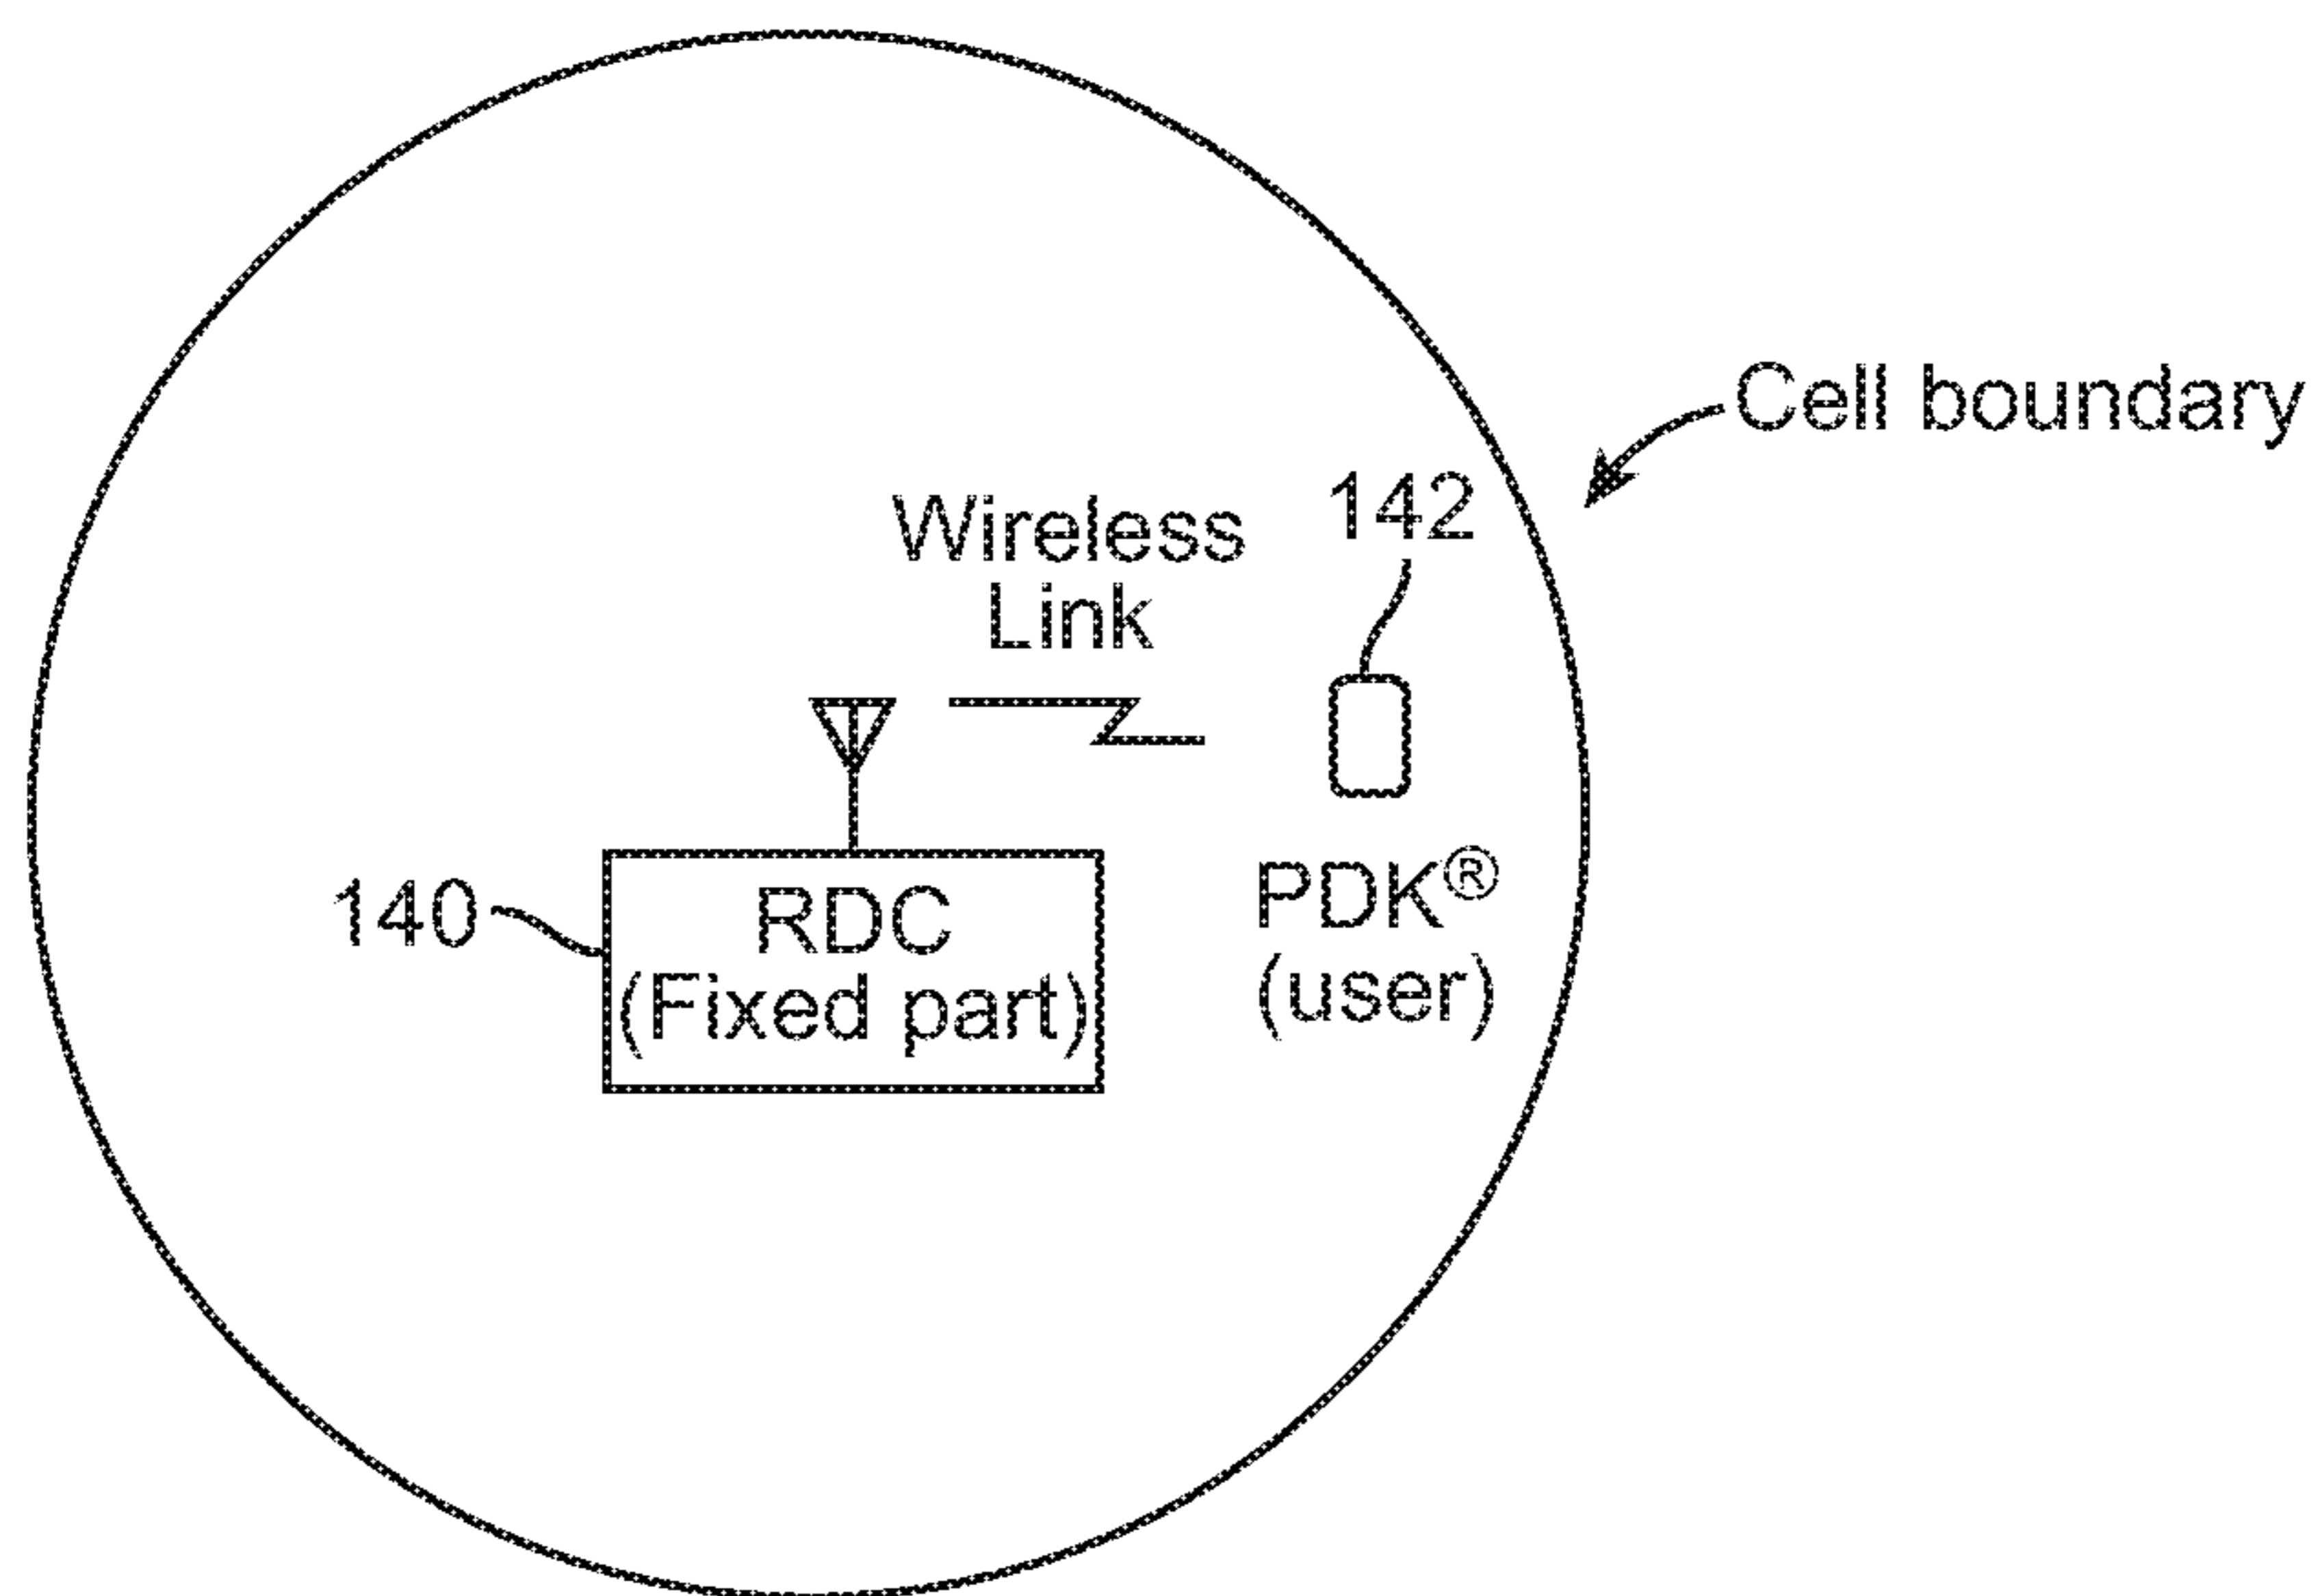 Cell boundary
Wireless
Link
142
140
RDC
(Fixed part)
PDK®
(user)